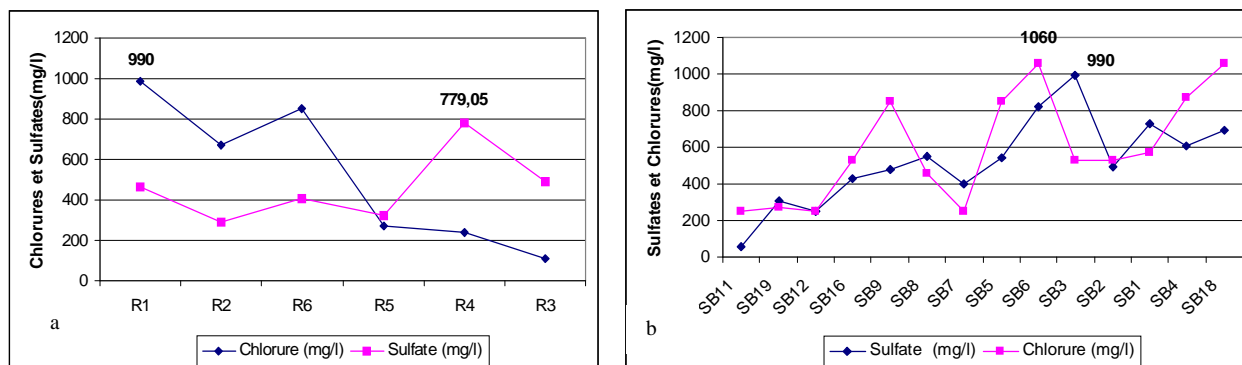 1200
1000
800
600
400
200
0
Chlorures et Sulfates(mg/l)
990
779,05
R1 R2 R6 R5 R4 R3
a
Chlorure (mg/l) Sulfate (mg/l)
1200
1000
800
600
400
200
0
Sulfates et Chlorures(mg/l)
1060
990
SB11 SB19 SB12 SB16 SB9 SB8 SB7 SB5 SB6 SB3 SB2 SB1 SB4 SB18
b
Sulfate (mg/l) Chlorure (mg/l)